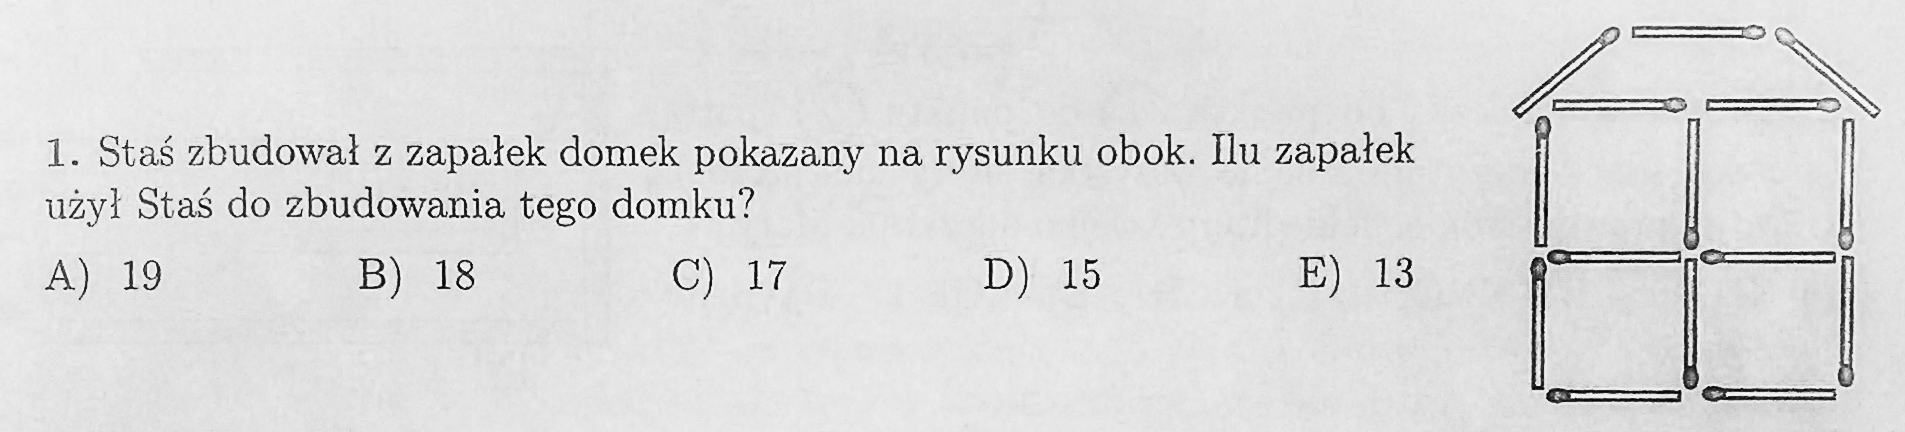 1. Staś zbudował z zapałek domek pokazany na rysunku obok. Ilu zapałek
użył Staś do zbudowania tego domku?
A) 19 B) 18 C) 17 D) 15 E) 13